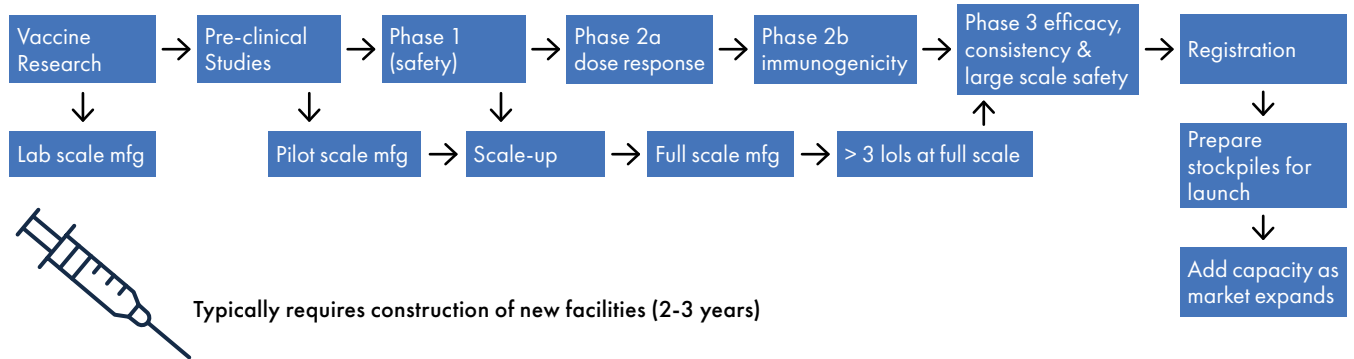 Vaccine
Research
Pre-clinical
Studies
Phase 1
(safety)
Phase 2a
dose response
Phase 2b
immunogenicity
Phase 3 efficacy,
consistency &
large scale safety
Registration
Lab scale mfg
Pilot scale mfg
Scale-up
Full scale mfg
> 3 lols at full scale
Prepare
stockpiles for
launch
Add capacity as
market expands
Typically requires construction of new facilities (2-3 years)